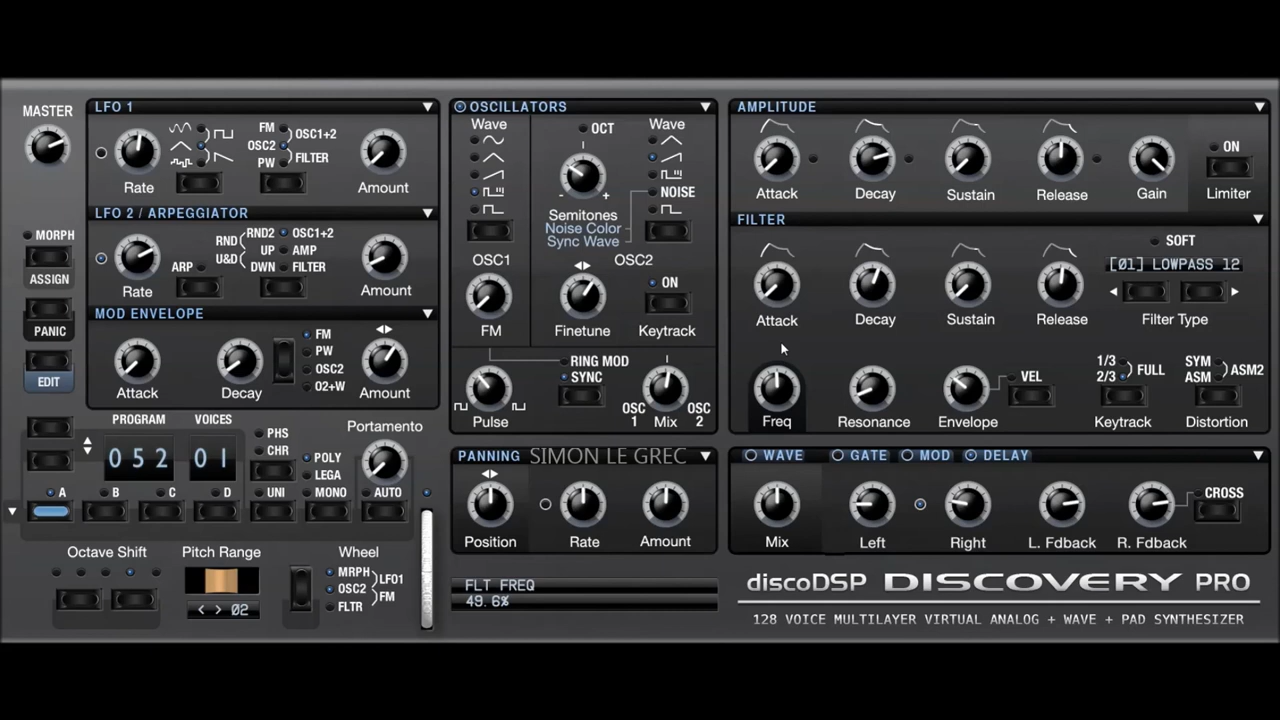 MASTER
MORPH
ASSIGN
PANIC
EDIT
LFO 1
Rate
FM
OSC2
PW
OSC1+2
FILTER
Amount
LFO 2 / ARPEGGIATOR
Rate
RND
U&D
RND2
UP
DWN
ARP
OSC1+2
AMP
FILTER
Amount
MOD ENVELOPE
Attack
Decay
FM
PW
OSC2
O2+W
Amount
PROGRAM
VOICES
052
01
PHS
CHR
POLY
LEGA
Portamento
A
B
C
D
UNI
MONO
AUTO
Octave Shift
Pitch Range
< > 02
Wheel
MRPH
OSC2
FLTR
LFO1
FM
OSCILLATORS
Wave
OCT
Wave
- +
Semitones
Noise Color
Sync Wave
NOISE
OSC1
OSC2
FM
Finetune
ON
Keytrack
RING MOD
SYNC
Pulse
OSC 1
Mix
OSC 2
PANNING
SIMON LE GREC
Position
Rate
Amount
FLT FREQ
49.6%
AMPLITUDE
Attack
Decay
Sustain
Release
Gain
ON
Limiter
FILTER
SOFT
[01] LOWPASS 12
Attack
Decay
Sustain
Release
Filter Type
Freq
Resonance
Envelope
VEL
1/3
2/3
FULL
Keytrack
SYM
ASM
ASM2
Distortion
WAVE
GATE
MOD
DELAY
Mix
Left
Right
L. Fdback
R. Fdback
CROSS
discoDSP DISCOVERY PRO
128 VOICE MULTILAYER VIRTUAL ANALOG + WAVE + PAD SYNTHESIZER